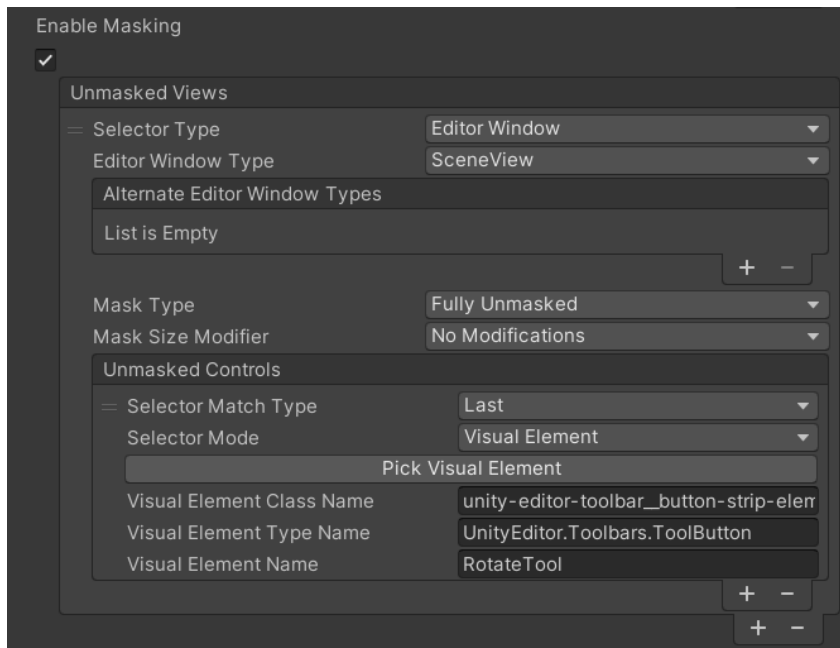 Enable Masking
Unmasked Views
Selector Type Editor Window
Editor Window Type SceneView
Alternate Editor Window Types
List is Empty
Mask Type Fully Unmasked
Mask Size Modifier No Modifications
Unmasked Controls
Selector Match Type Last
Selector Mode Visual Element
Pick Visual Element
Visual Element Class Name unity-editor-toolbar__button-strip-elem
Visual Element Type Name UnityEditor.Toolbars.ToolButton
Visual Element Name RotateTool